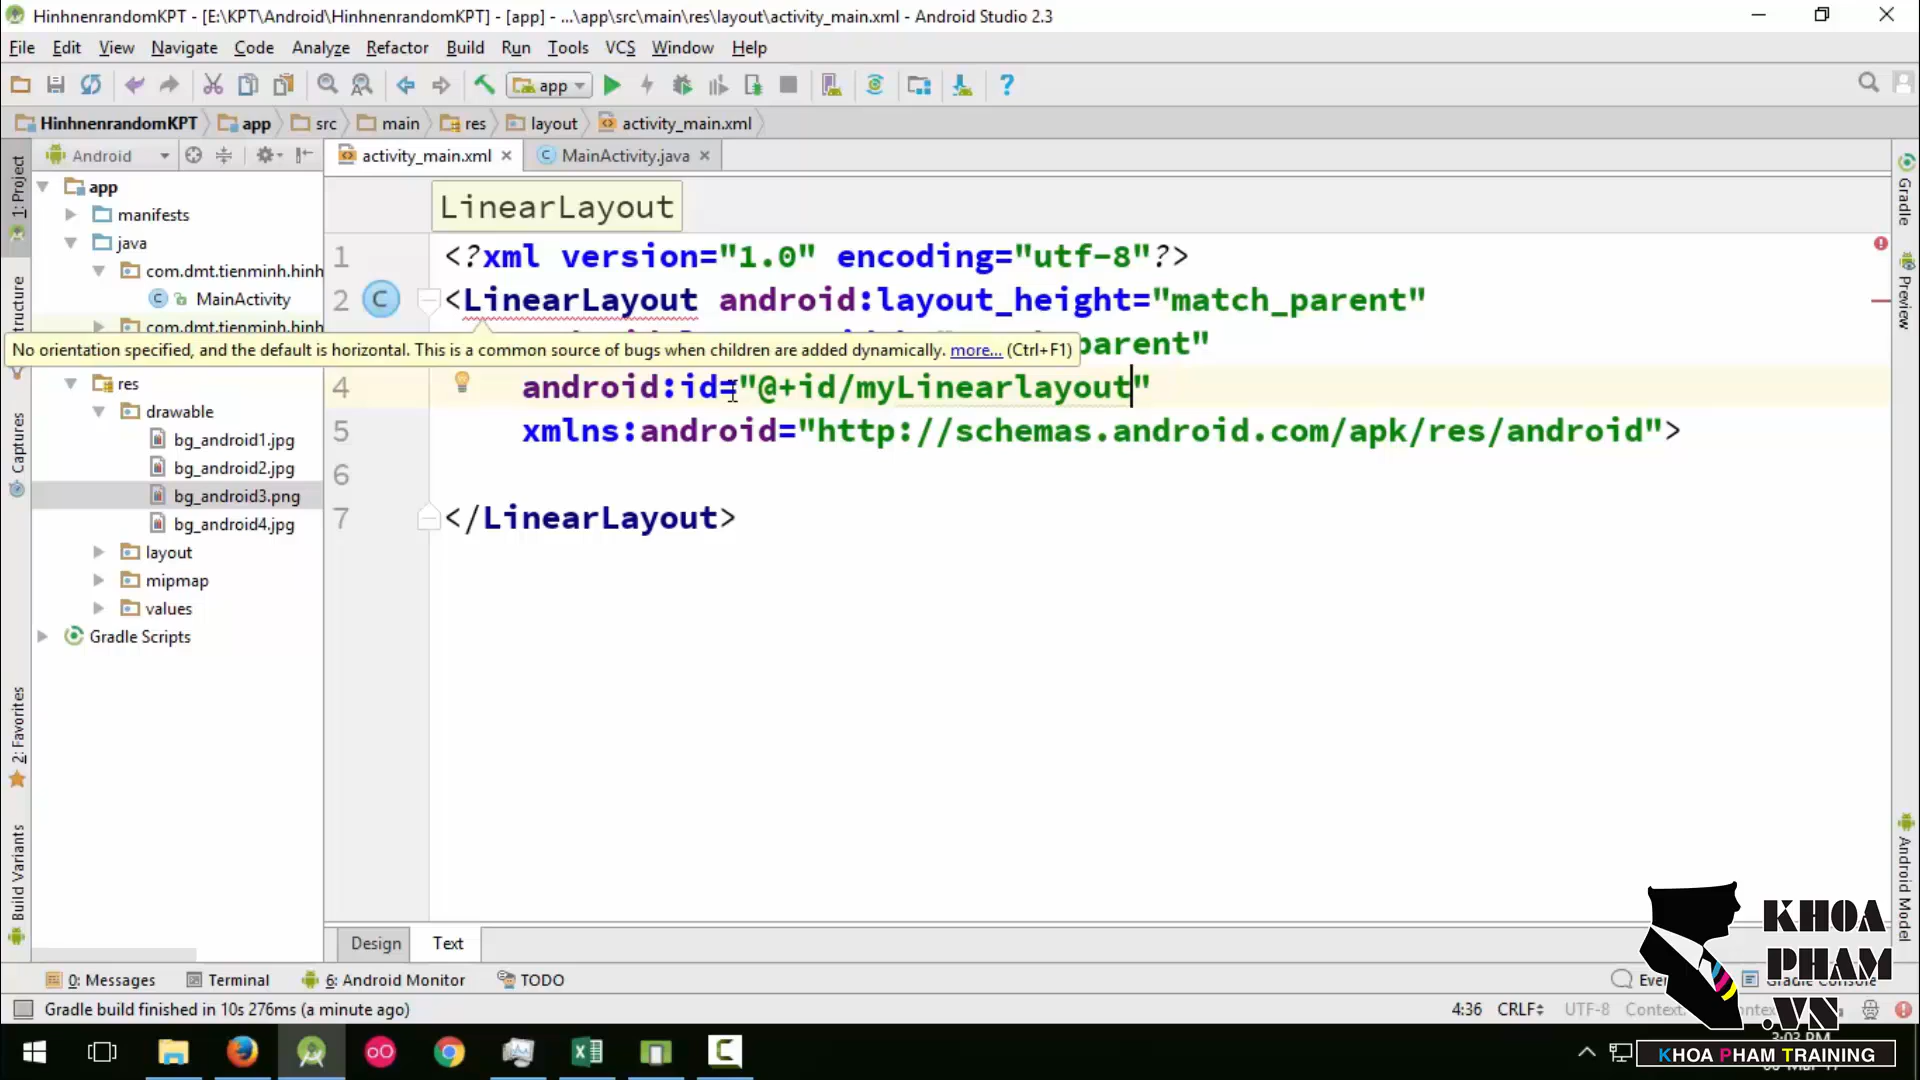 HinhnenrandomKPT - [E:\KPT\Android\HinhnenrandomKPT] - [app] - ...\app\src\main\res\layout\activity_main.xml - Android Studio 2.3
File Edit View Navigate Code Analyze Refactor Build Run Tools VCS Window Help
app
HinhnenrandomKPT app src main res layout activity_main.xml
Android
activity_main.xml
MainActivity.java
1: Project
Structure
Captures
2: Favorites
Build Variants
app
manifests
java
com.dmt.tienminh.hinh
MainActivity
com.dmt.tienminh.hinh
res
drawable
bg_android1.jpg
bg_android2.jpg
bg_android3.png
bg_android4.jpg
layout
mipmap
values
Gradle Scripts
LinearLayout
1 <?xml version="1.0" encoding="utf-8"?>
2 <LinearLayout android:layout_height="match_parent"
parent"
No orientation specified, and the default is horizontal. This is a common source of bugs when children are added dynamically. more... (Ctrl+F1)
4 android:id="@+id/myLinearlayout"
5 xmlns:android="http://schemas.android.com/apk/res/android">
6
7 </LinearLayout>
Gradle
Preview
Android Model
Design Text
0: Messages Terminal 6: Android Monitor TODO
Gradle build finished in 10s 276ms (a minute ago)
4:36 CRLF UTF-8 Context:
KHOA
PHAM
.VN
KHOA PHAM TRAINING